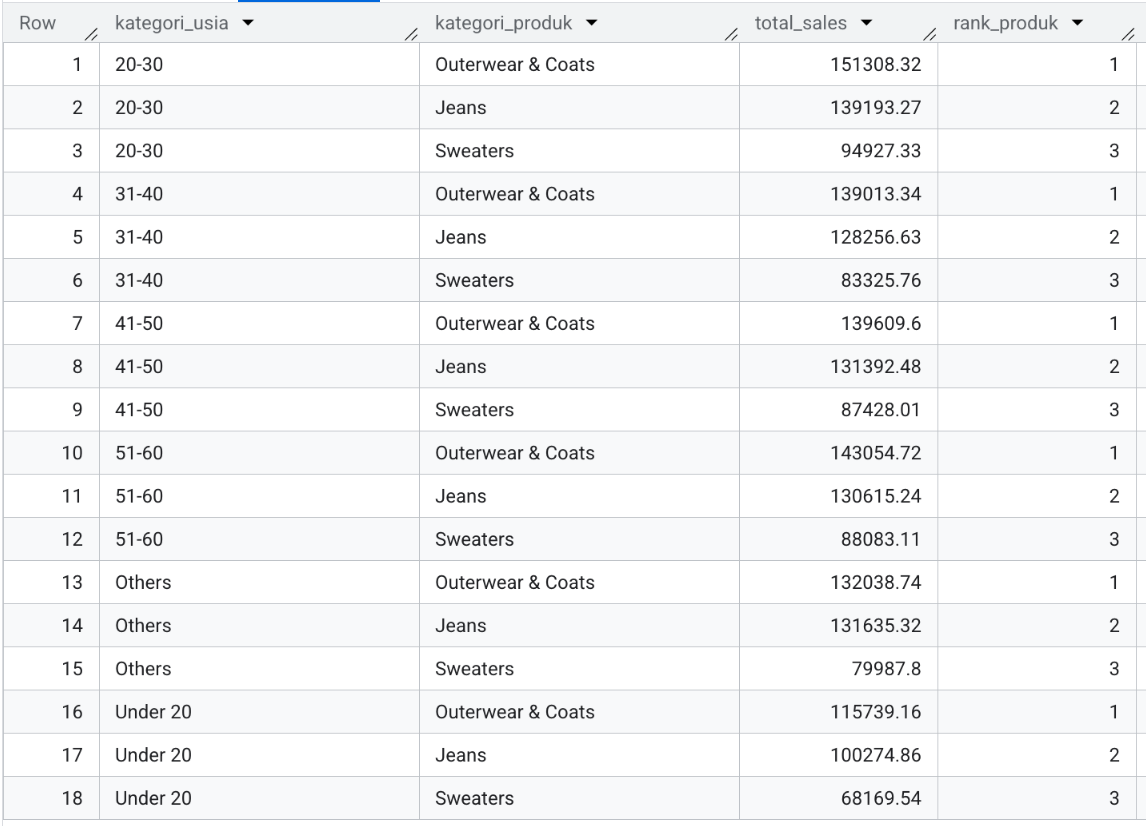 Row kategori_usia kategori_produk total_sales rank_produk
1 20-30 Outerwear & Coats 151308.32 1
2 20-30 Jeans 139193.27 2
3 20-30 Sweaters 94927.33 3
4 31-40 Outerwear & Coats 139013.34 1
5 31-40 Jeans 128256.63 2
6 31-40 Sweaters 83325.76 3
7 41-50 Outerwear & Coats 139609.6 1
8 41-50 Jeans 131392.48 2
9 41-50 Sweaters 87428.01 3
10 51-60 Outerwear & Coats 143054.72 1
11 51-60 Jeans 130615.24 2
12 51-60 Sweaters 88083.11 3
13 Others Outerwear & Coats 132038.74 1
14 Others Jeans 131635.32 2
15 Others Sweaters 79987.8 3
16 Under 20 Outerwear & Coats 115739.16 1
17 Under 20 Jeans 100274.86 2
18 Under 20 Sweaters 68169.54 3